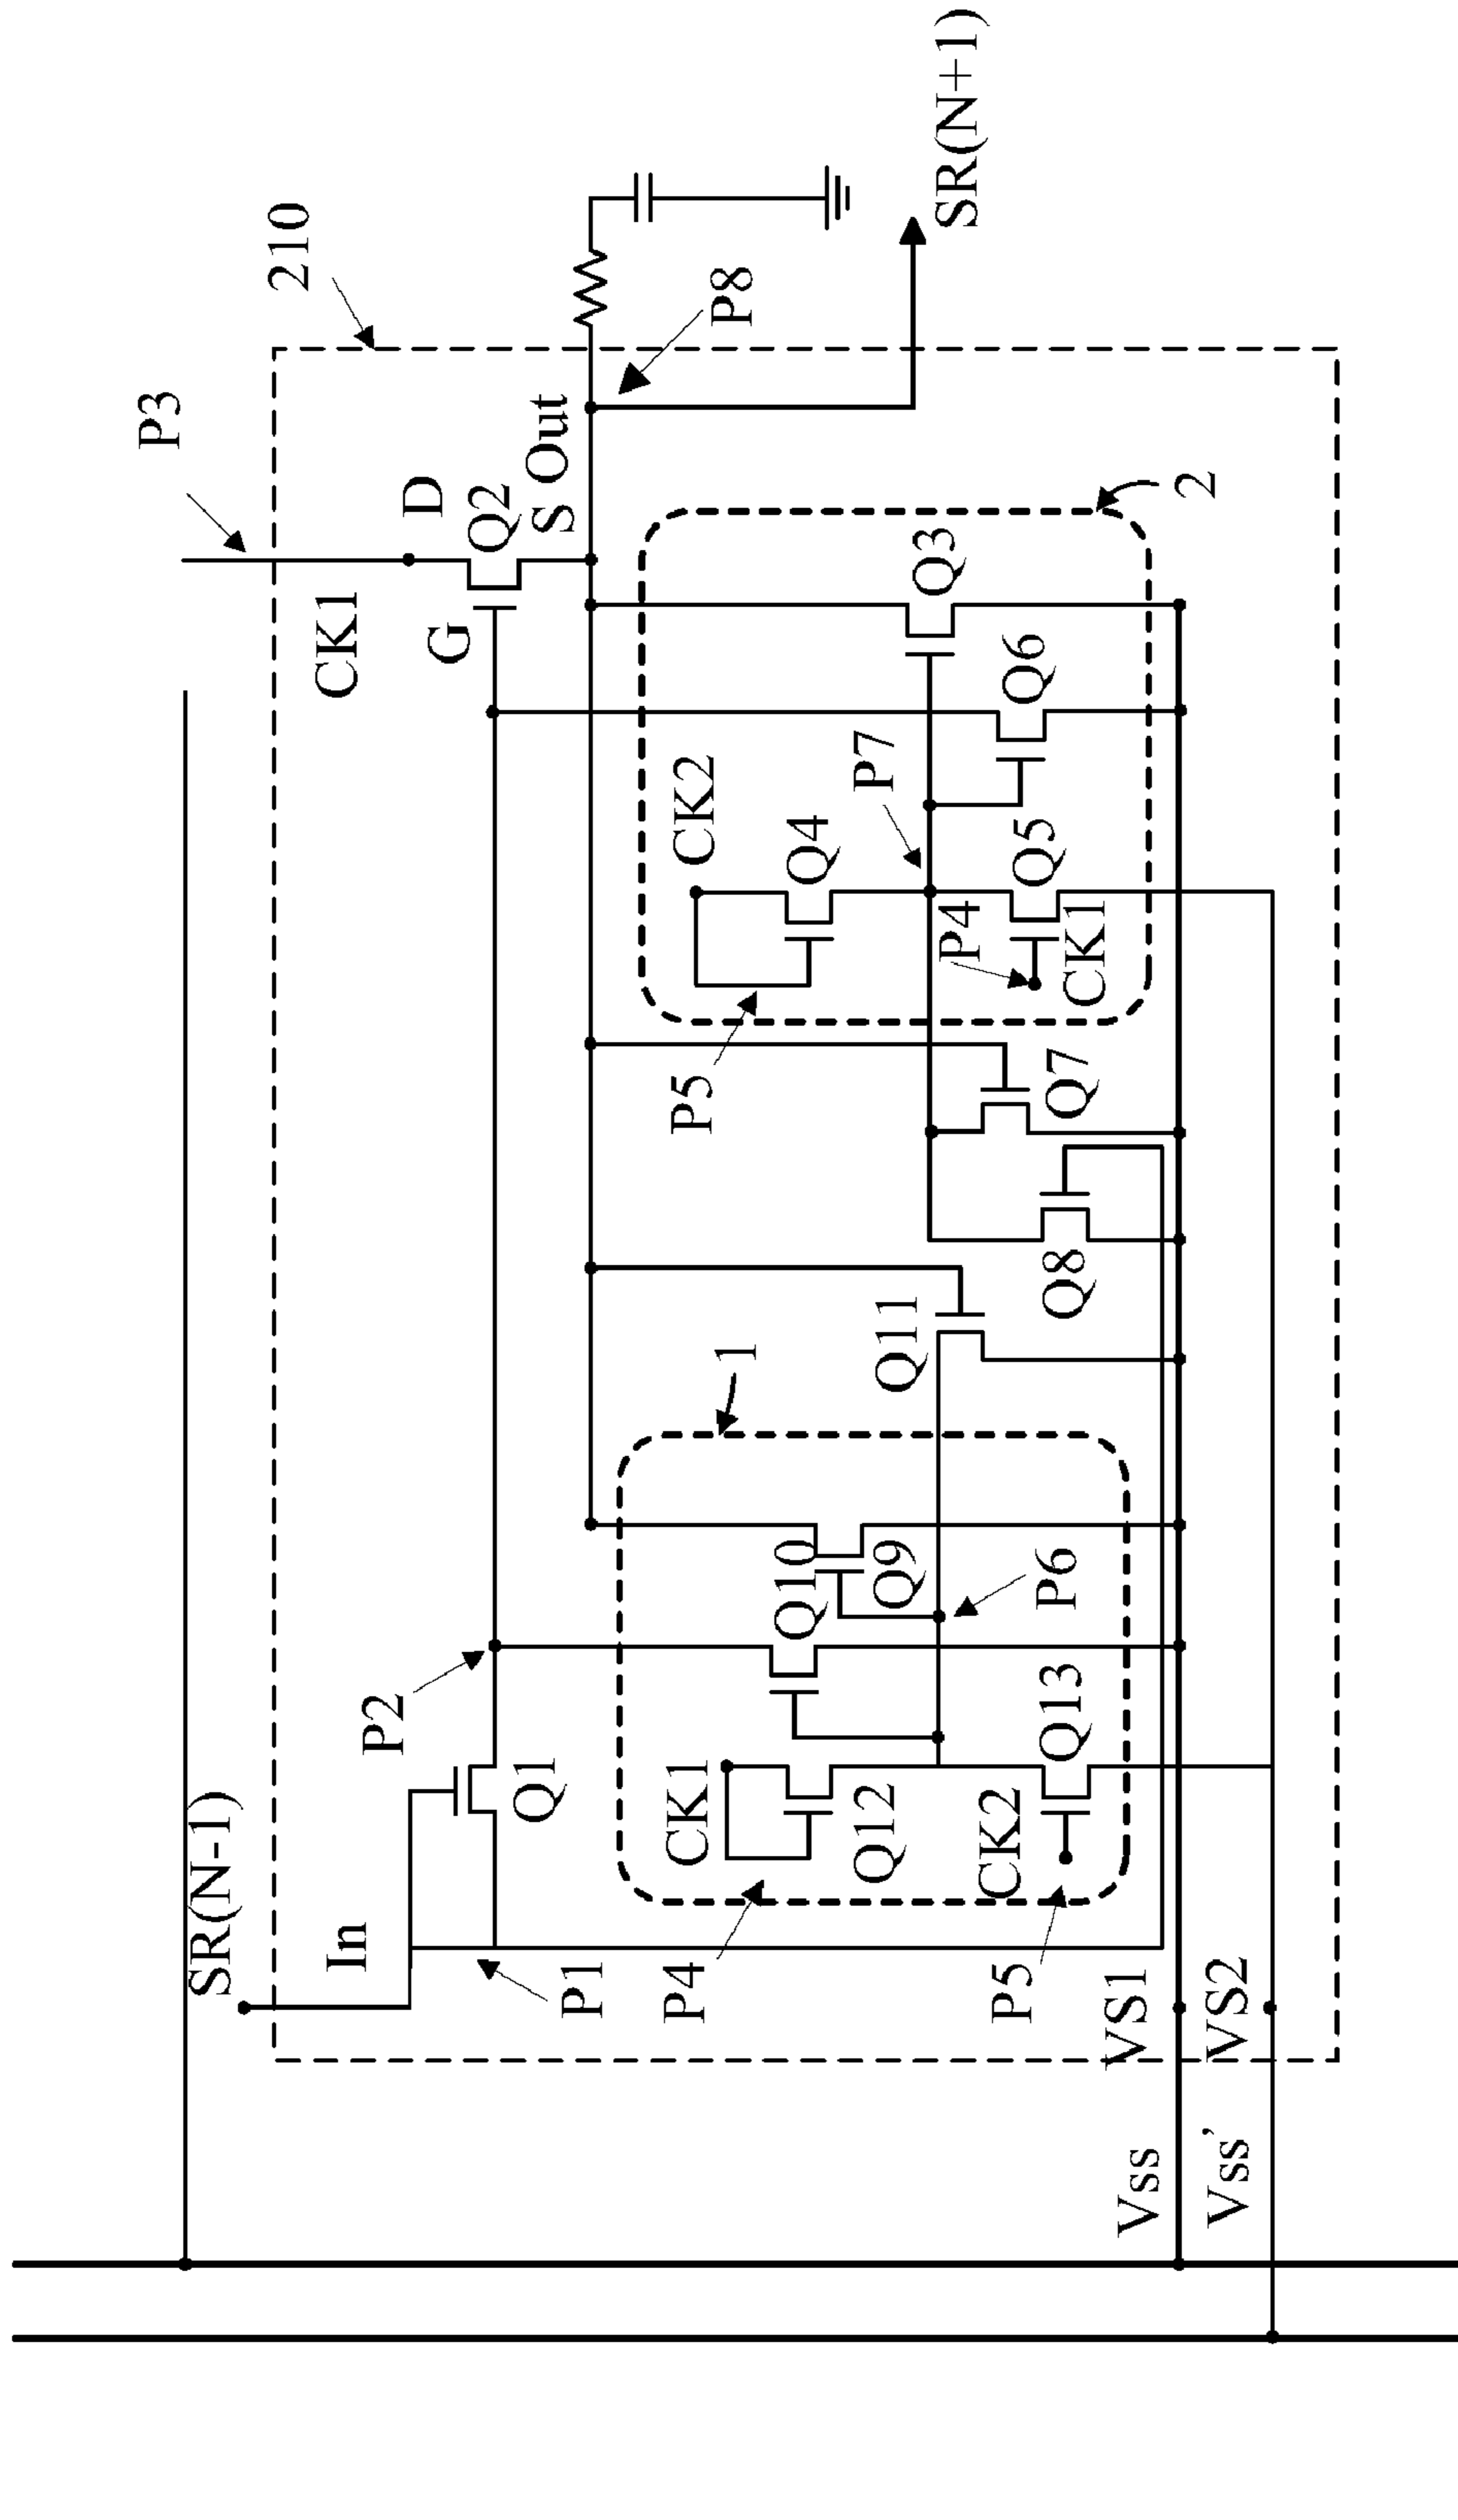 210
P3
CK1
D
G
Q2
S
Out
P8
SR(N+1)
SR(N-1)
In
P1
Q1
P2
1
P4
CK1
Q12
Q10
Q9
P6
CK2
Q13
P5
Q11
Q8
Q7
2
P5
CK2
Q4
P7
P4
CK1
Q5
Q6
Q3
Vss
VS1
Vss’
VS2